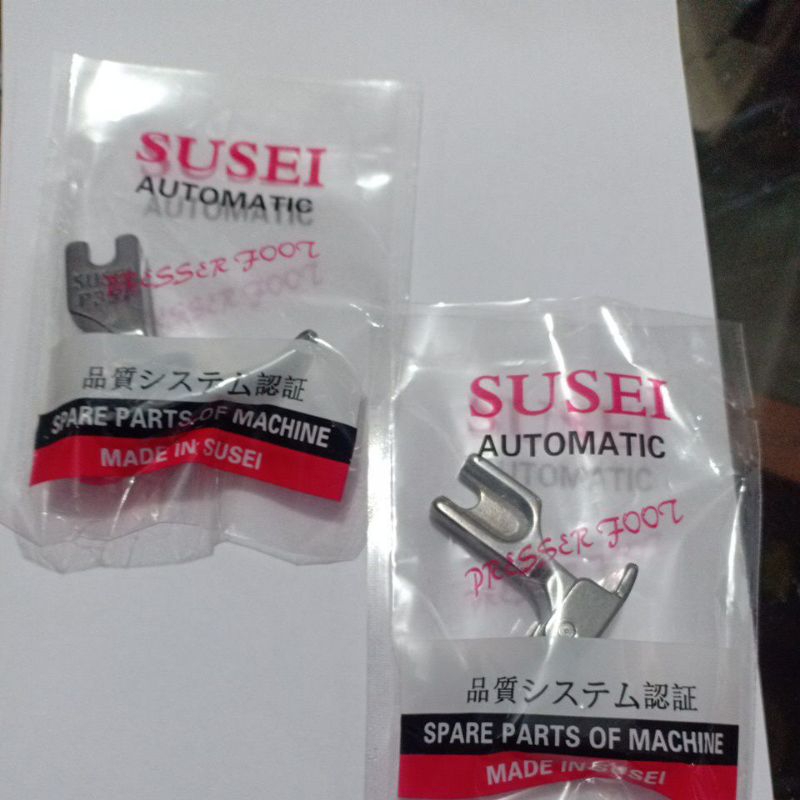 SUSEI
AUTOMATIC
PRESSER FOOT
品質システム認証
SPARE PARTS OF MACHINE
MADE IN SUSEI
SUSEI
AUTOMATIC
PRESSER FOOT
品質システム認証
SPARE PARTS OF MACHINE
MADE IN SUSEI